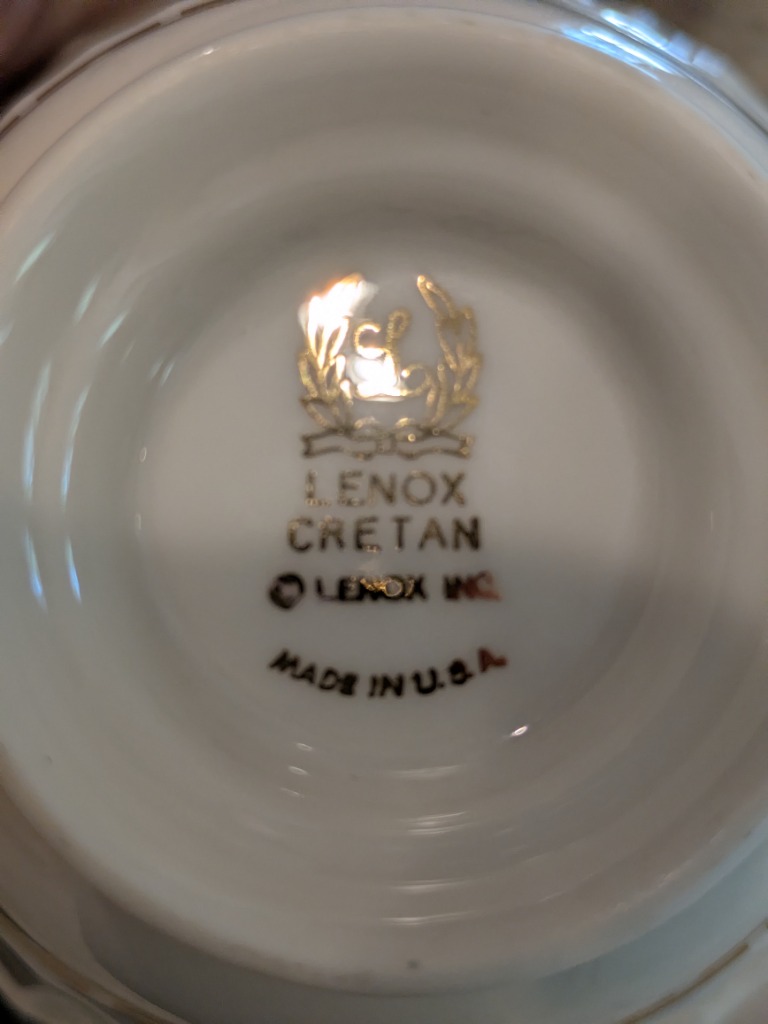 L
LENOX
CRETAN
© LENOX INC.
MADE IN U.S.A.